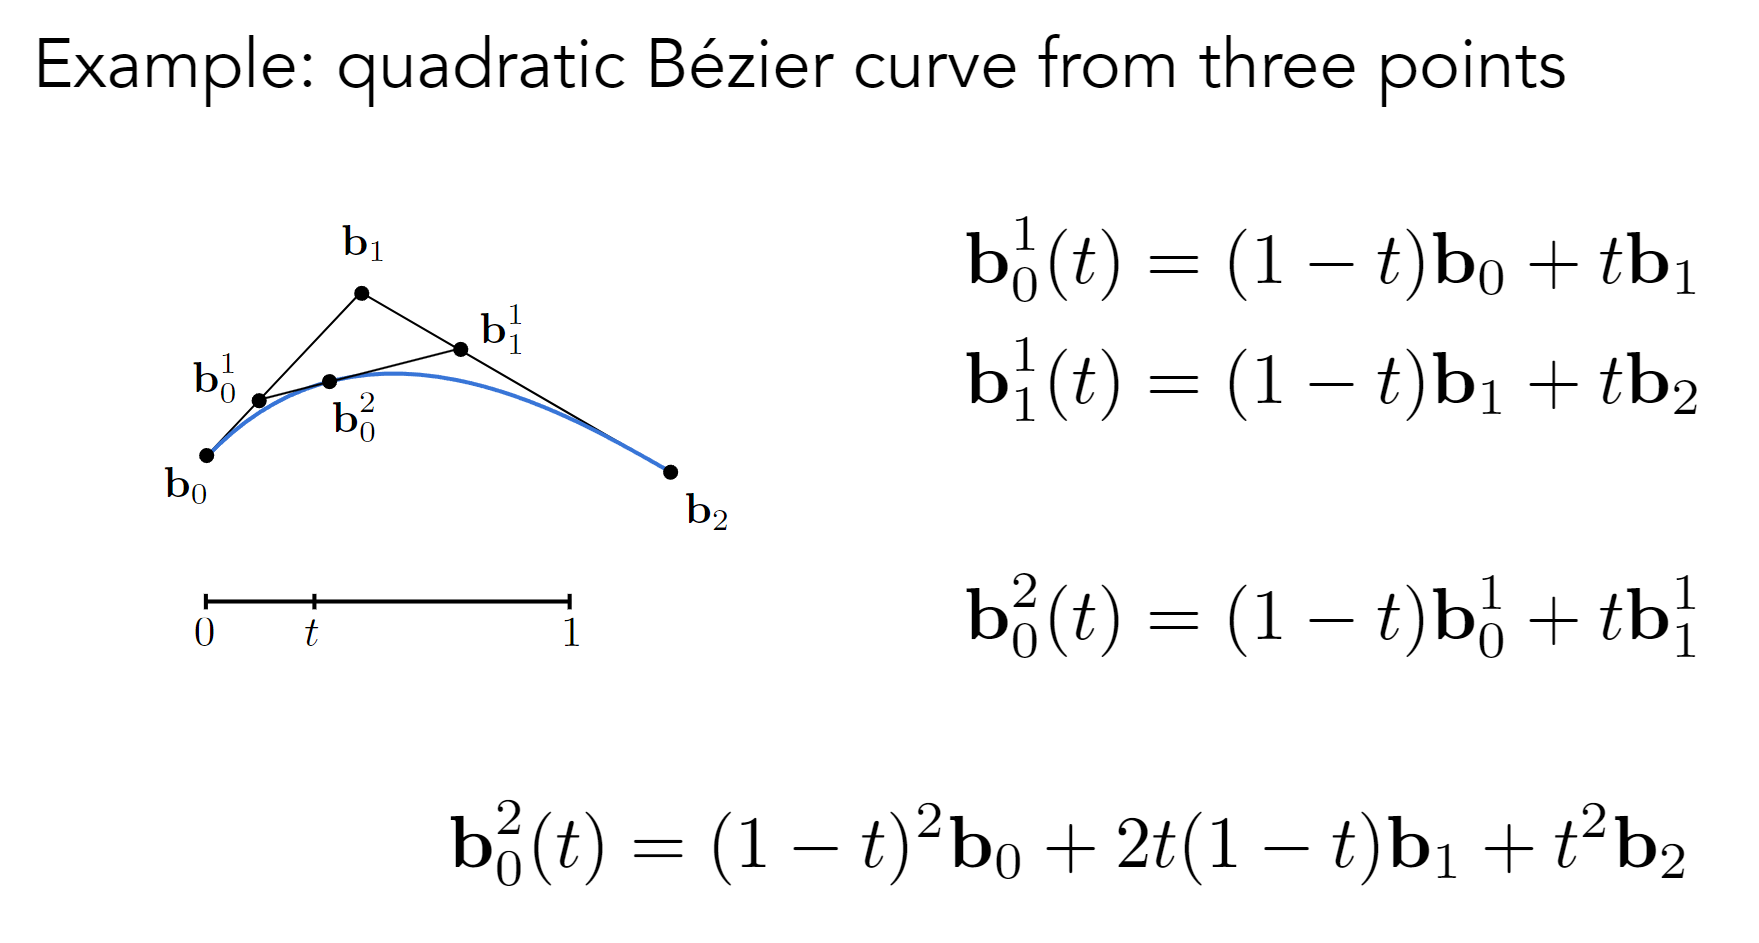 Example: quadratic Bézier curve from three points
b₁
b₁¹
b₀¹
b₀²
b₀
b₂
0 t 1
b₀¹(t) = (1 − t)b₀ + tb₁
b₁¹(t) = (1 − t)b₁ + tb₂
b₀²(t) = (1 − t)b₀¹ + tb₁¹
b₀²(t) = (1 − t)²b₀ + 2t(1 − t)b₁ + t²b₂